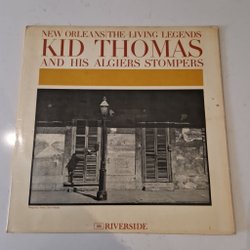 NEW ORLEANS/THE LIVING LEGENDS
KID THOMAS
AND HIS ALGIERS STOMPERS
RIVERSIDE